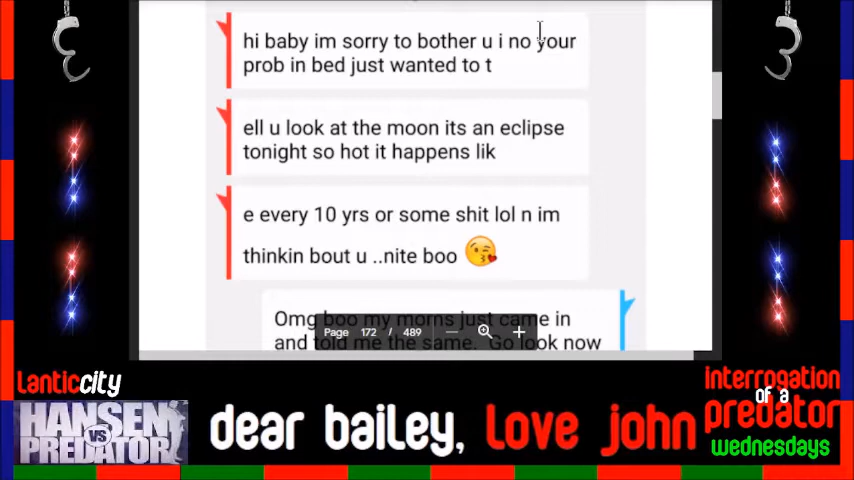 hi baby im sorry to bother u i no your
prob in bed just wanted to t
ell u look at the moon its an eclipse
tonight so hot it happens lik
e every 10 yrs or some shit lol n im
thinkin bout u ..nite boo 😘
Omg boo my moms just came in
and told me the same. Go look now
Page 172 / 489
Lanticcity
HANSEN
VS
PREDATOR
dear bailey, Love john
interrogation
of a
predator
wednesdays